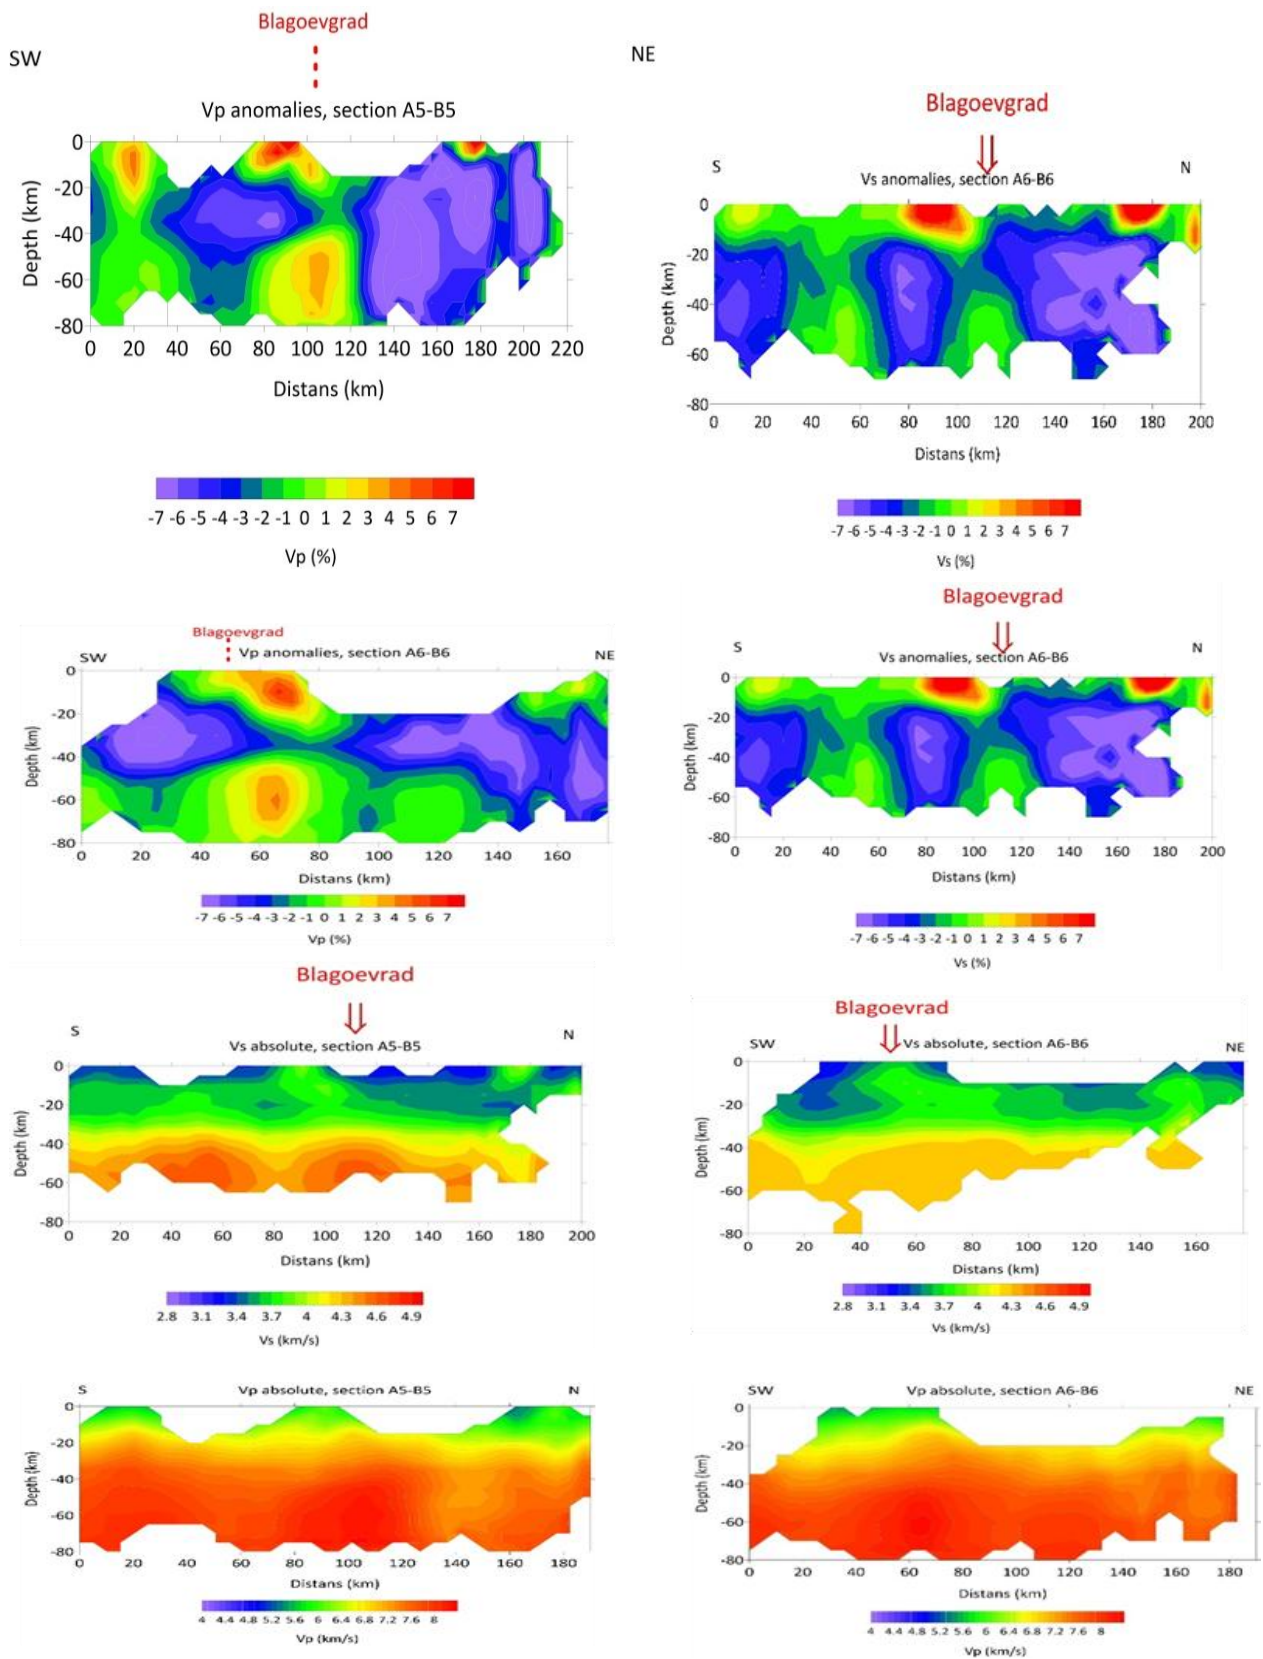 Blagoevgrad
SW
NE
Vp anomalies, section A5-B5
0
-20
-40
-60
-80
Depth (km)
0 20 40 60 80 100 120 140 160 180 200 220
Distans (km)
-7 -6 -5 -4 -3 -2 -1 0 1 2 3 4 5 6 7
Vp (%)
Blagoevgrad
S
N
Vs anomalies, section A6-B6
0
-20
-40
-60
-80
Depth (km)
0 20 40 60 80 100 120 140 160 180 200
Distans (km)
-7 -6 -5 -4 -3 -2 -1 0 1 2 3 4 5 6 7
Vs (%)
Blagoevgrad
SW
Vp anomalies, section A6-B6
NE
0
-20
-40
-60
-80
Depth (km)
0 20 40 60 80 100 120 140 160
Distans (km)
-7 -6 -5 -4 -3 -2 -1 0 1 2 3 4 5 6 7
Vp (%)
Blagoevgrad
S
N
Vs anomalies, section A6-B6
0
-20
-40
-60
-80
Depth (km)
0 20 40 60 80 100 120 140 160 180 200
Distans (km)
-7 -6 -5 -4 -3 -2 -1 0 1 2 3 4 5 6 7
Vs (%)
Blagoevrad
S
N
Vs absolute, section A5-B5
0
-20
-40
-60
-80
Depth (km)
0 20 40 60 80 100 120 140 160 180 200
Distans (km)
2.8 3.1 3.4 3.7 4 4.3 4.6 4.9
Vs (km/s)
Blagoevrad
SW
Vs absolute, section A6-B6
NE
0
-20
-40
-60
-80
Depth (km)
0 20 40 60 80 100 120 140 160
Distans (km)
2.8 3.1 3.4 3.7 4 4.3 4.6 4.9
Vs (km/s)
S
Vp absolute, section A5-B5
N
0
-20
-40
-60
-80
Depth (km)
0 20 40 60 80 100 120 140 160 180
Distans (km)
4 4.4 4.8 5.2 5.6 6 6.4 6.8 7.2 7.6 8
Vp (km/s)
SW
Vp absolute, section A6-B6
NE
0
-20
-40
-60
-80
Depth (km)
0 20 40 60 80 100 120 140 160 180
Distans (km)
4 4.4 4.8 5.2 5.6 6 6.4 6.8 7.2 7.6 8
Vp (km/s)